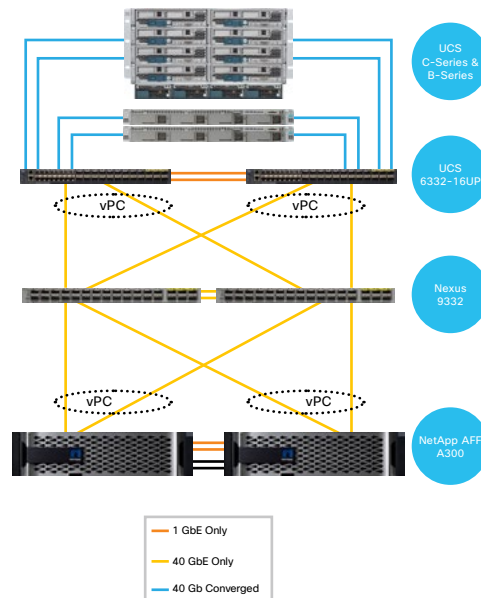 UCS
C-Series &
B-Series
UCS
6332-16UP
vPC
vPC
Nexus
9332
vPC
vPC
NetApp AFF
A300
1 GbE Only
40 GbE Only
40 Gb Converged